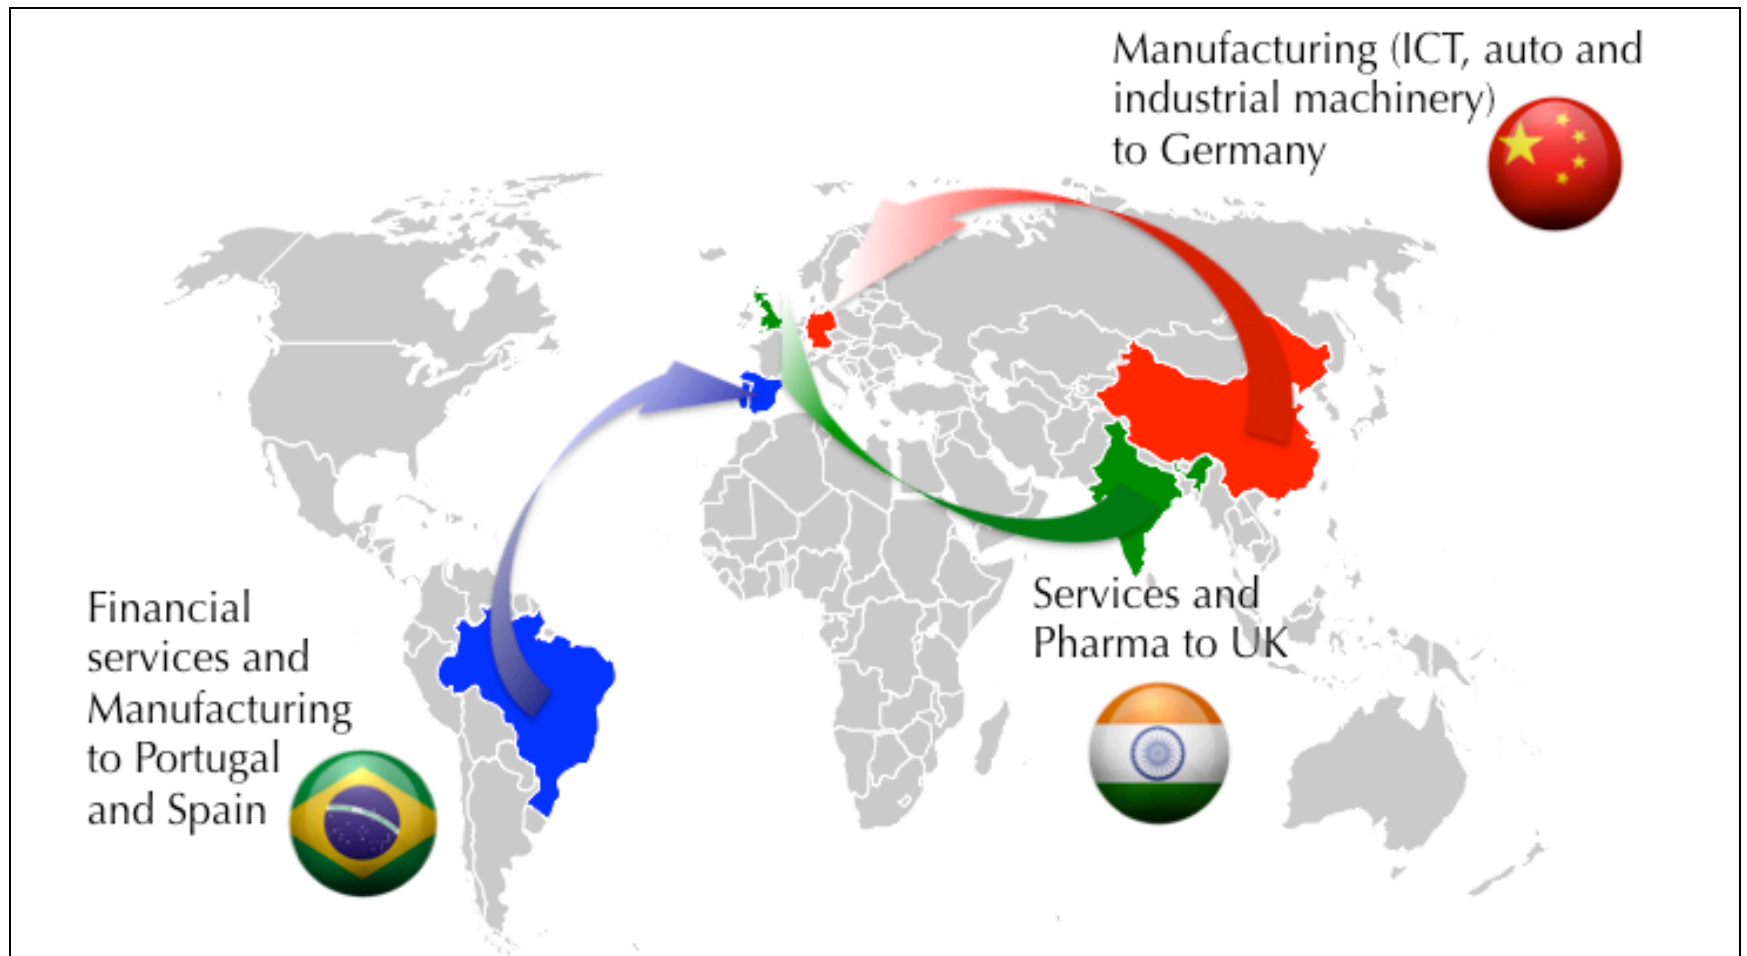 Manufacturing (ICT, auto and
industrial machinery)
to Germany
Financial
services and
Manufacturing
to Portugal
and Spain
Services and
Pharma to UK